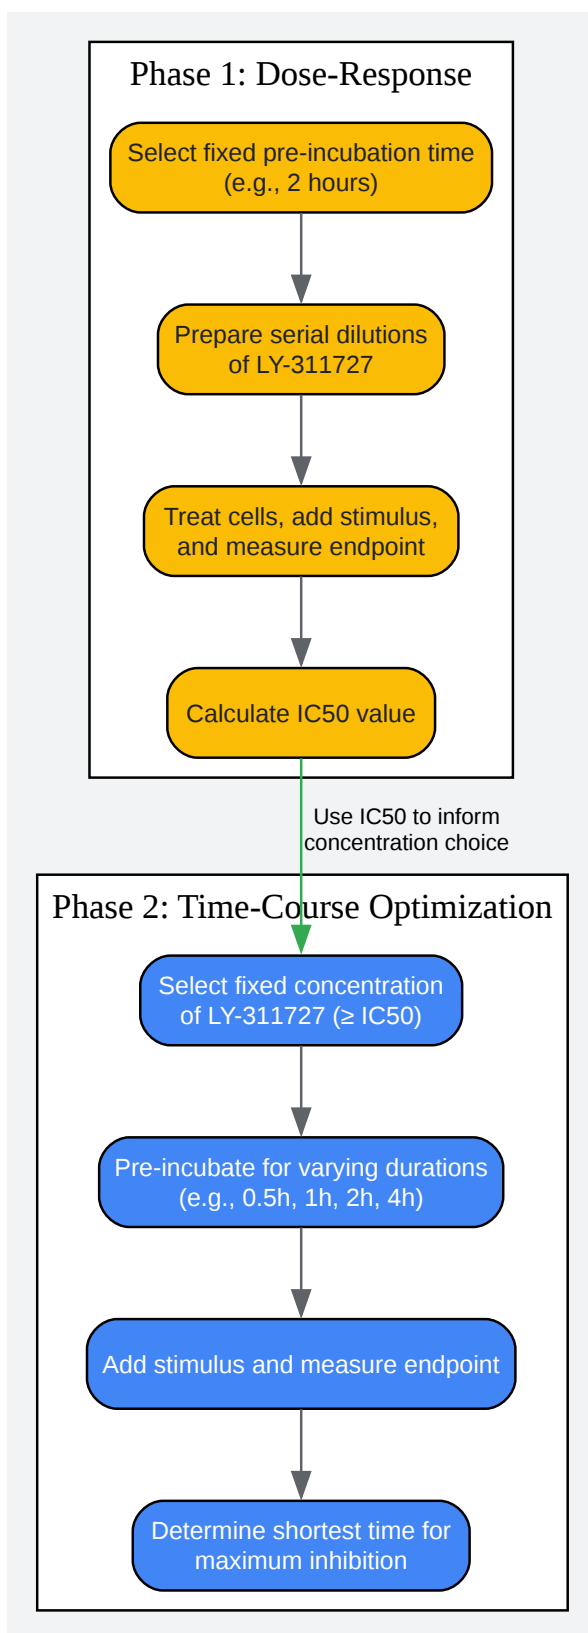 Phase 1: Dose-Response
Select fixed pre-incubation time
(e.g., 2 hours)
Prepare serial dilutions
of LY-311727
Treat cells, add stimulus,
and measure endpoint
Calculate IC50 value
Use IC50 to inform
concentration choice
Phase 2: Time-Course Optimization
Select fixed concentration
of LY-311727 (≥ IC50)
Pre-incubate for varying durations
(e.g., 0.5h, 1h, 2h, 4h)
Add stimulus and measure endpoint
Determine shortest time for
maximum inhibition